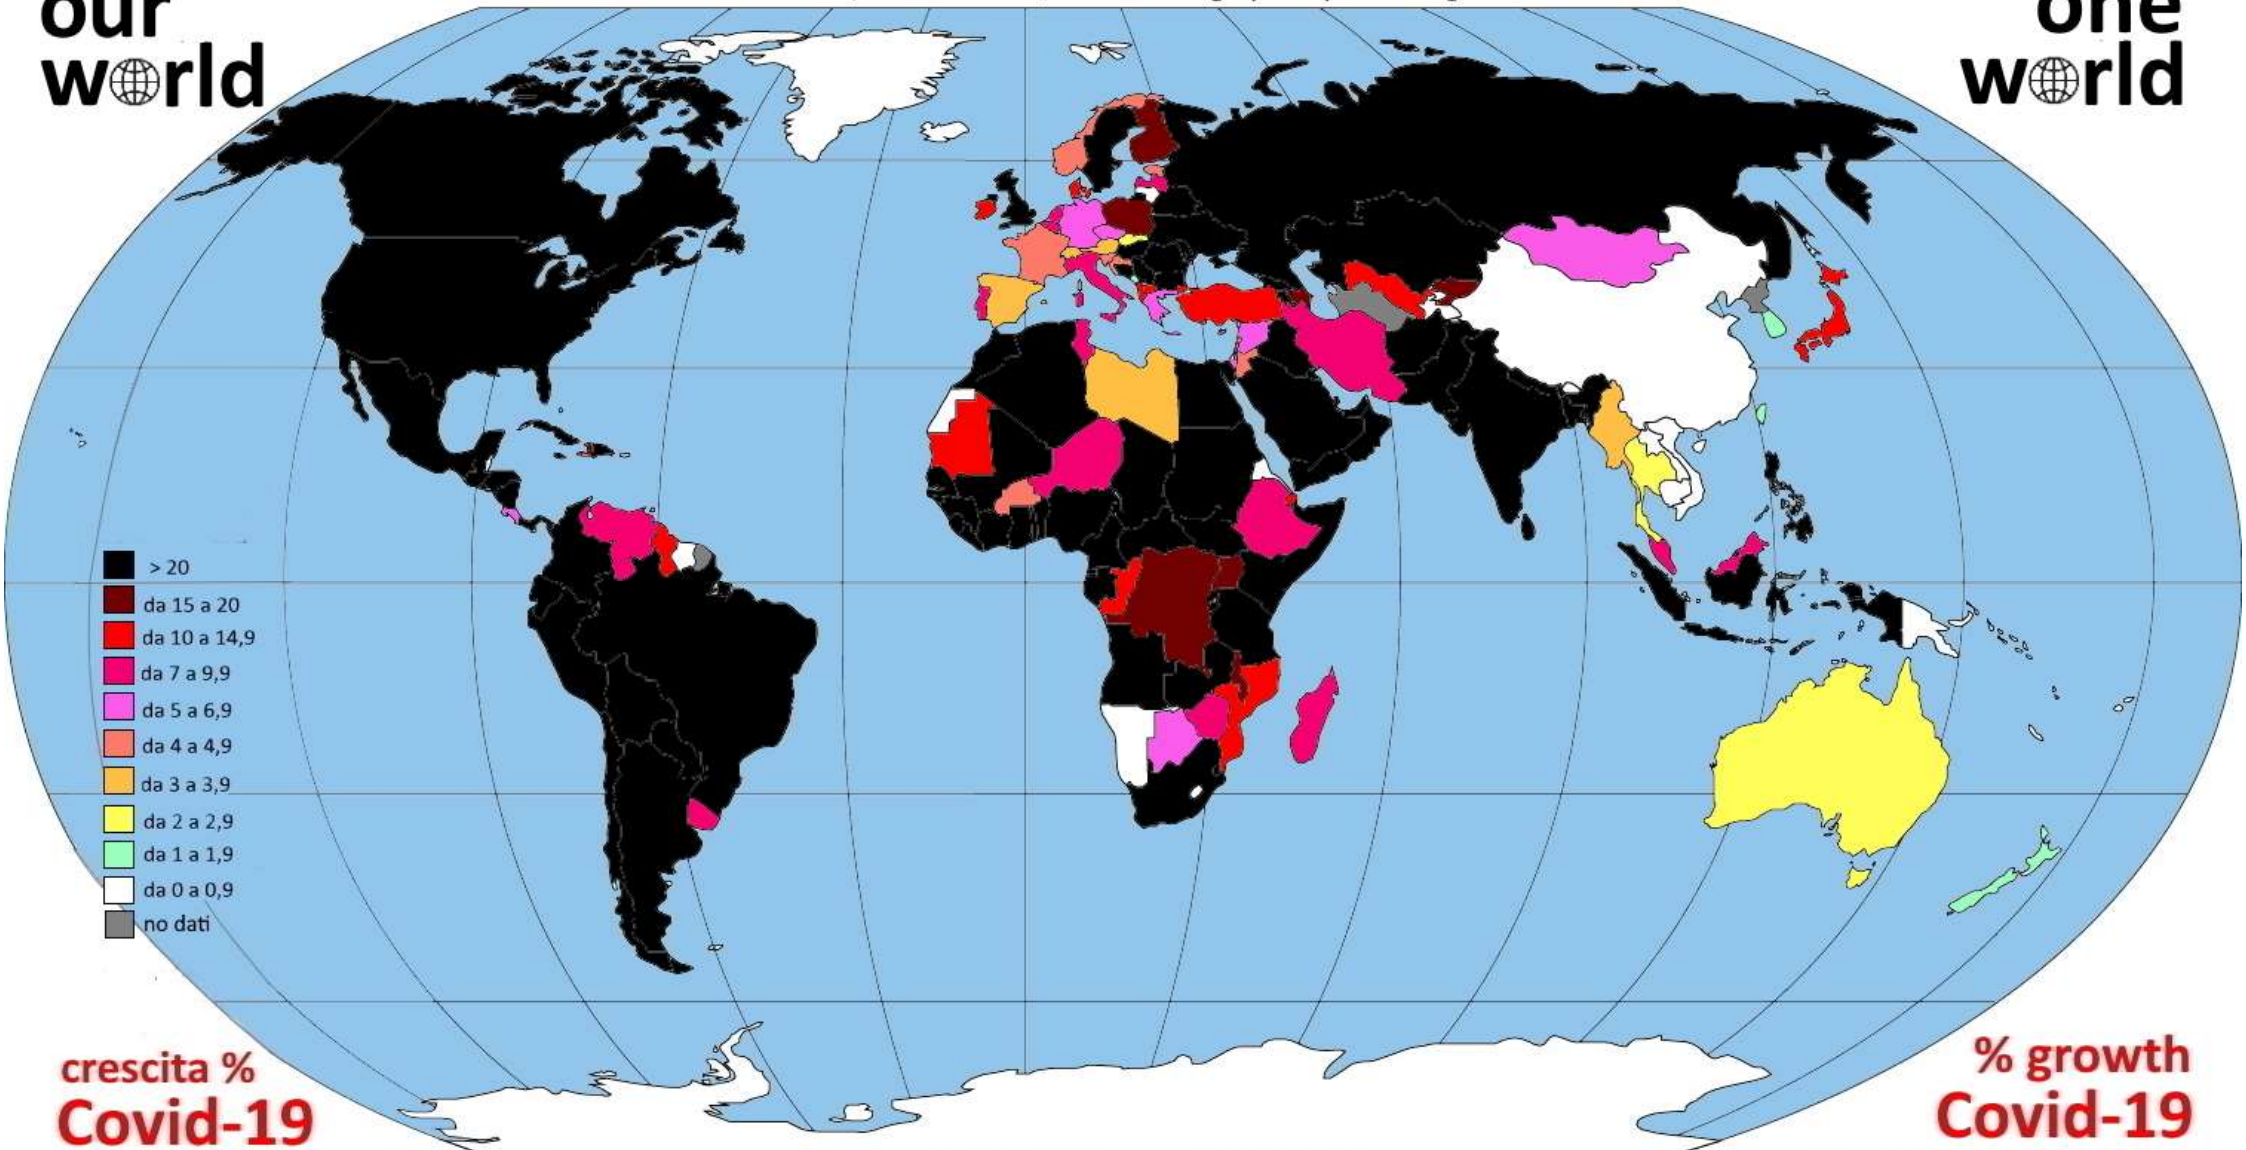 our
world
one
world
> 20
da 15 a 20
da 10 a 14,9
da 7 a 9,9
da 5 a 6,9
da 4 a 4,9
da 3 a 3,9
da 2 a 2,9
da 1 a 1,9
da 0 a 0,9
no dati
crescita %
Covid-19
% growth
Covid-19